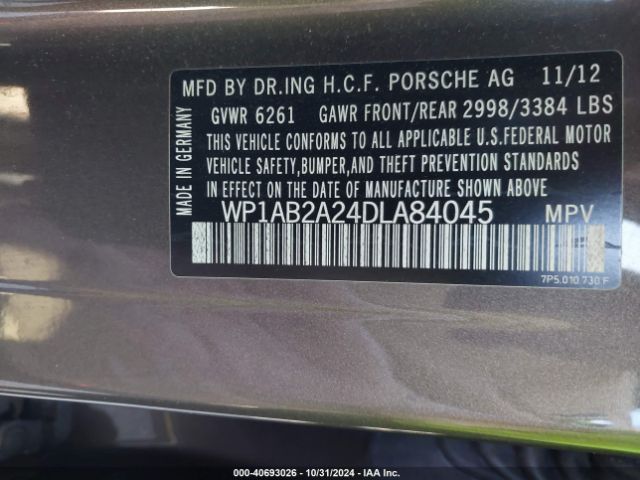 MFD BY DR.ING H.C.F. PORSCHE AG 11/12
GVWR 6261 GAWR FRONT/REAR 2998/3384 LBS
THIS VEHICLE CONFORMS TO ALL APPLICABLE U.S.FEDERAL MOTOR
VEHICLE SAFETY,BUMPER,AND THEFT PREVENTION STANDARDS
IN EFFECT ON THE DATE OF MANUFACTURE SHOWN ABOVE.
WP1AB2A24DLA84045 MPV
7P5.010.730 F
MADE IN GERMANY
000-40693026 - 10/31/2024 - IAA Inc.